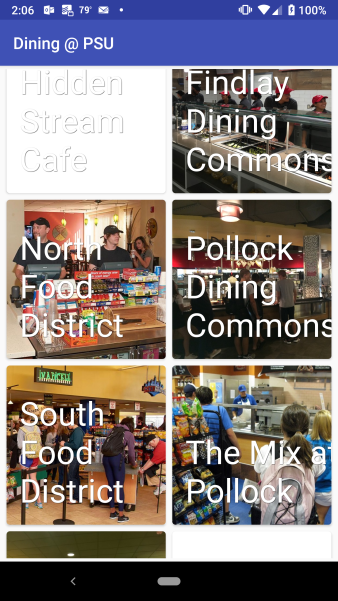 2:06 79° 100%
Dining @ PSU
Hidden
Stream
Cafe
Findlay
Dining
Commons
North
Food
District
Pollock
Dining
Commons
South
Food
District
The Mix at
Pollock